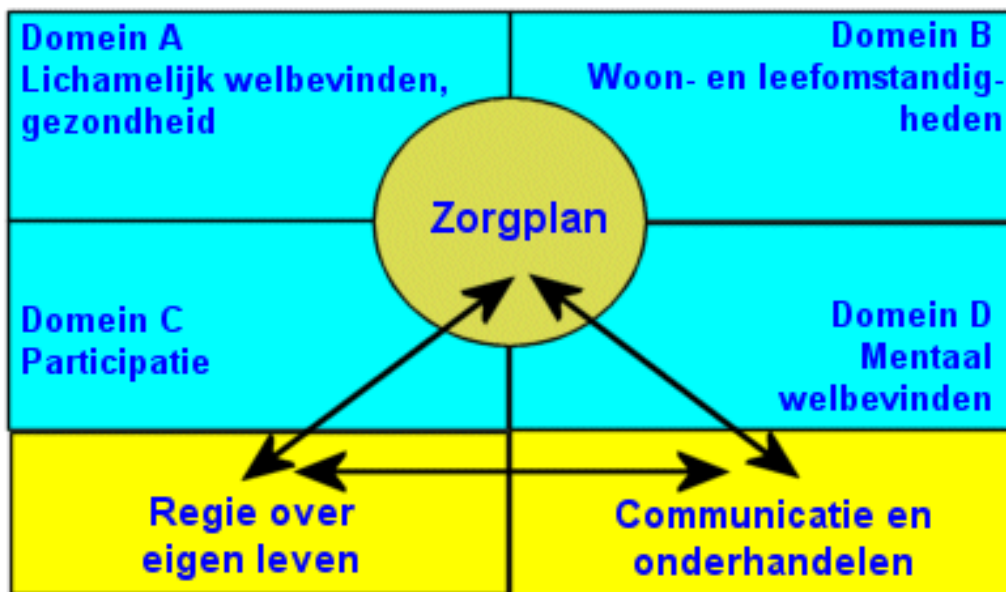 Domein A
Lichamelijk welbevinden,
gezondheid
Domein B
Woon- en leefomstandig-
heden
Zorgplan
Domein C
Participatie
Domein D
Mentaal
welbevinden
Regie over
eigen leven
Communicatie en
onderhandelen